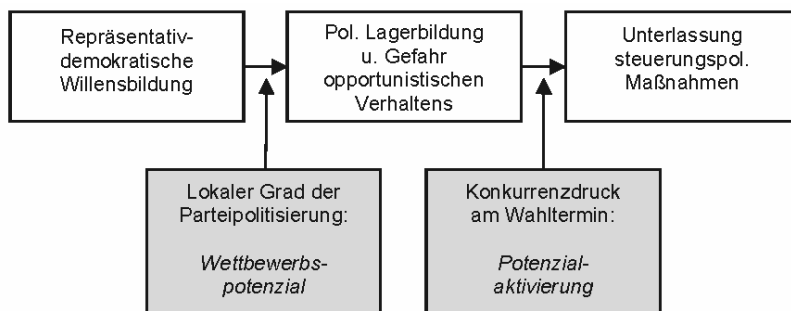 Repräsentativ-
demokratische
Willensbildung
Pol. Lagerbildung
u. Gefahr
opportunistischen
Verhaltens
Unterlassung
steuerungspol.
Maßnahmen
Lokaler Grad der
Parteipolitisierung:
Wettbewerbs-
potenzial
Konkurrenzdruck
am Wahltermin:
Potenzial-
aktivierung